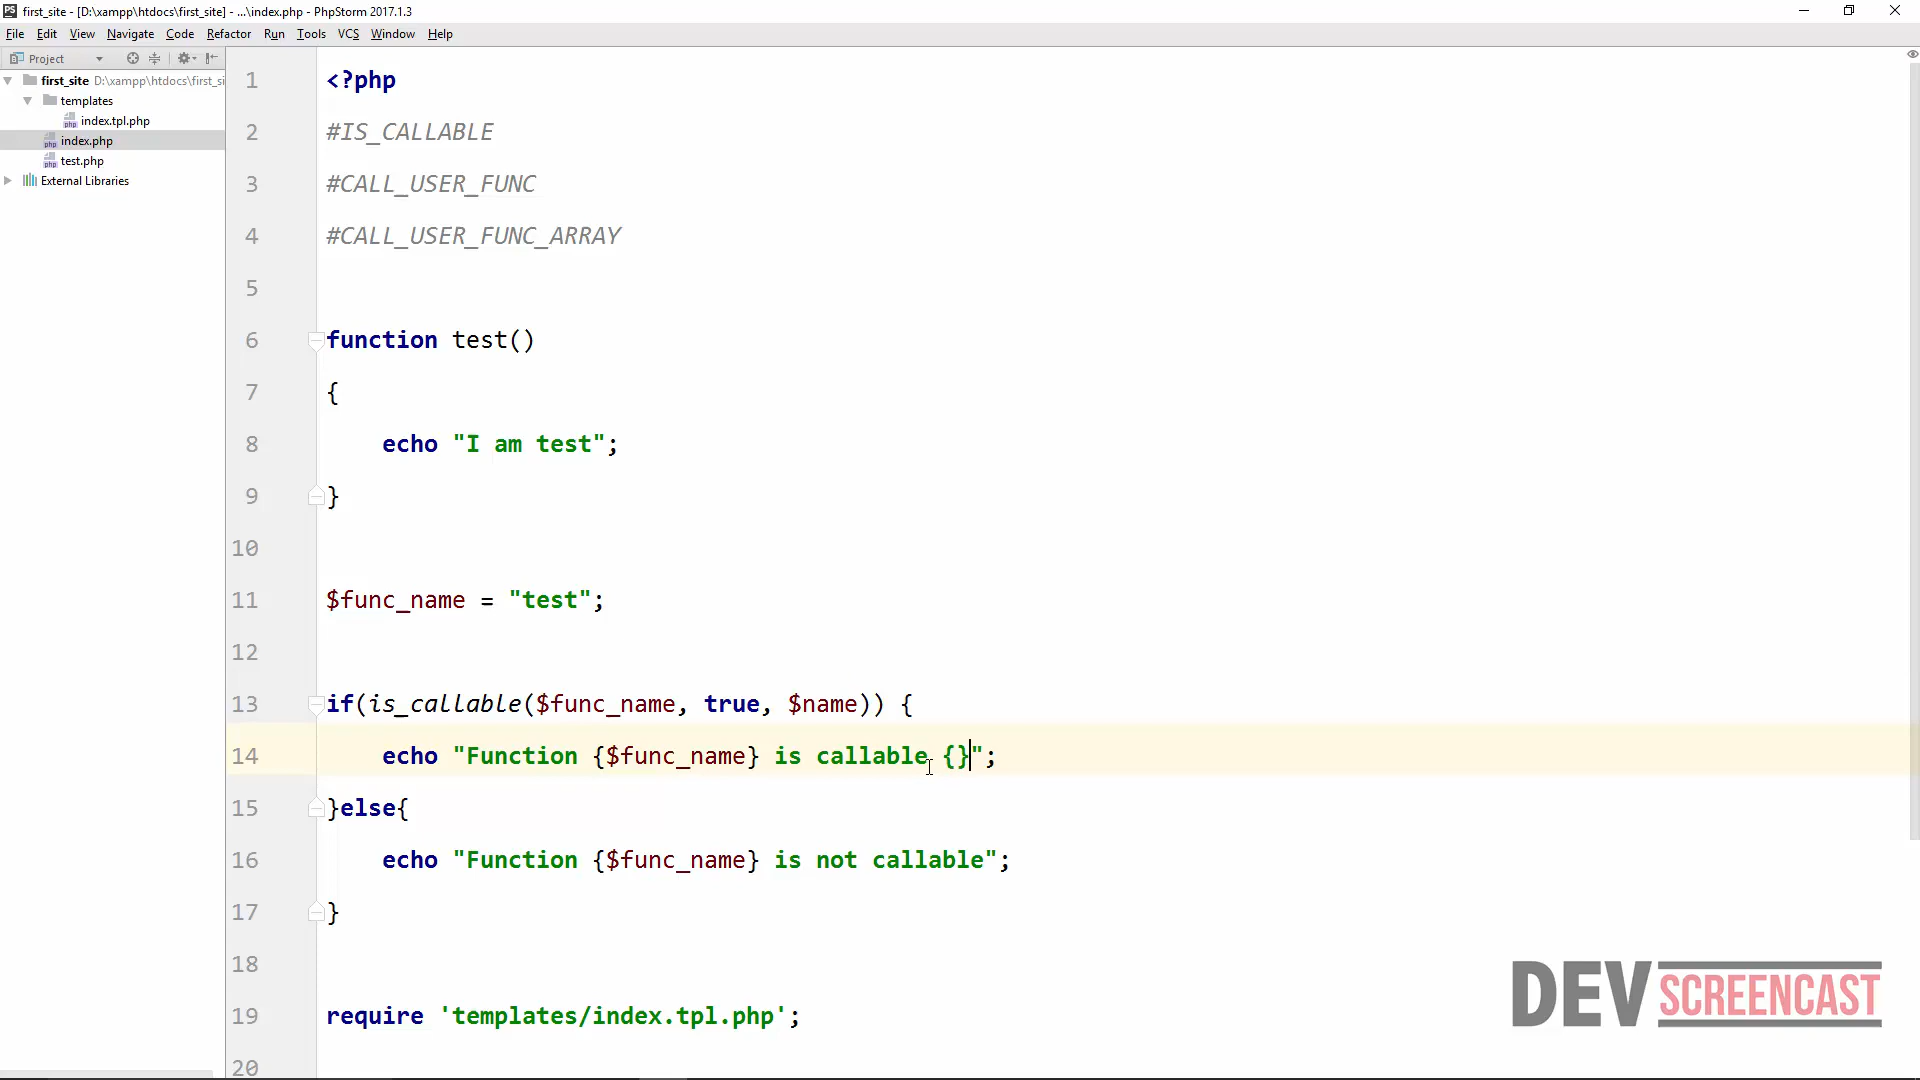 first_site - [D:\xampp\htdocs\first_site] - ...\index.php - PhpStorm 2017.1.3
File Edit View Navigate Code Refactor Run Tools VCS Window Help
Project
first_site D:\xampp\htdocs\first_si
templates
index.tpl.php
index.php
test.php
External Libraries
1 <?php
2 #IS_CALLABLE
3 #CALL_USER_FUNC
4 #CALL_USER_FUNC_ARRAY
5
6 function test()
7 {
8 echo "I am test";
9 }
10
11 $func_name = "test";
12
13 if(is_callable($func_name, true, $name)) {
14 echo "Function {$func_name} is callable {}";
15 }else{
16 echo "Function {$func_name} is not callable";
17 }
18
19 require 'templates/index.tpl.php';
20
DEVSCREENCAST